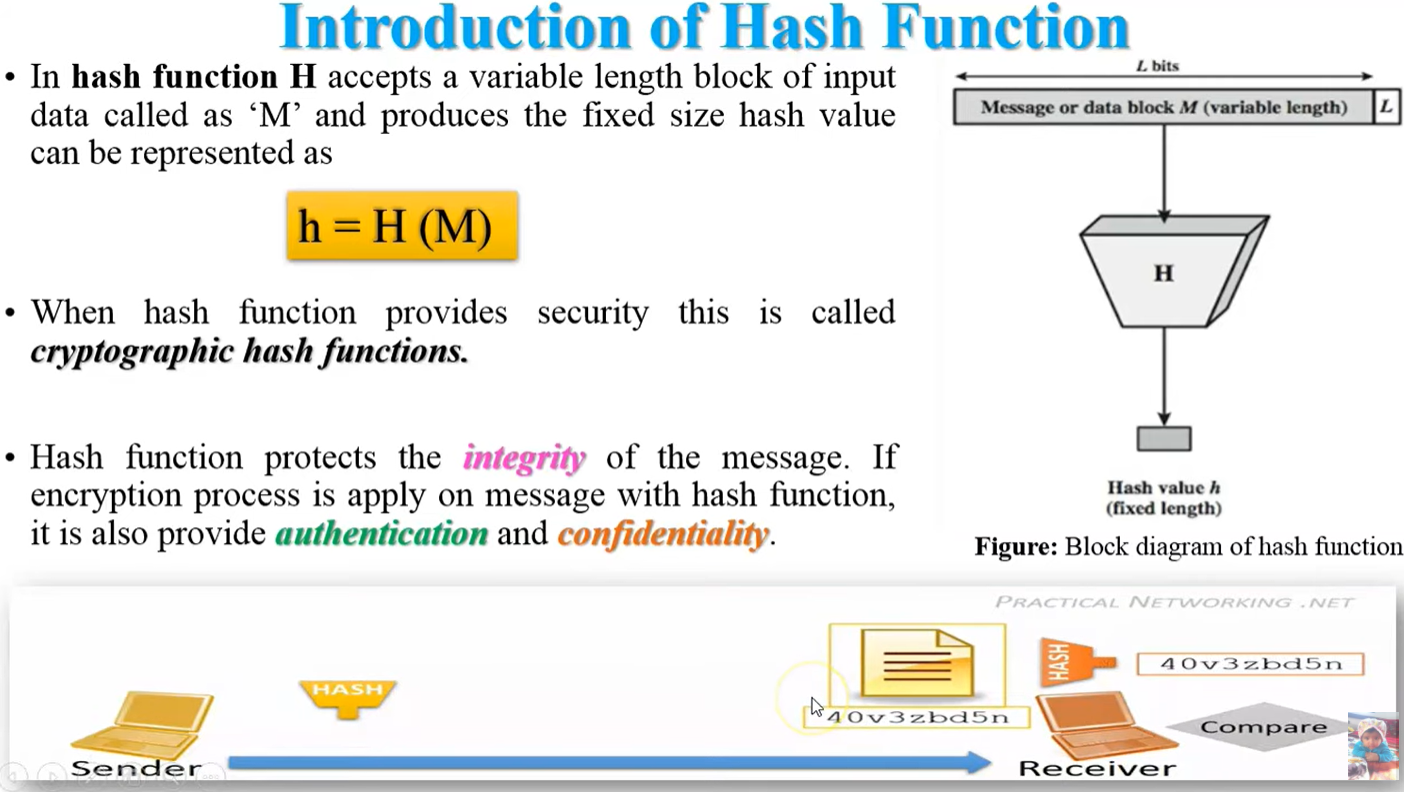 Introduction of Hash Function
• In hash function H accepts a variable length block of input
data called as ‘M’ and produces the fixed size hash value
can be represented as
h = H (M)
• When hash function provides security this is called
cryptographic hash functions.
• Hash function protects the integrity of the message. If
encryption process is apply on message with hash function,
it is also provide authentication and confidentiality.
L bits
Message or data block M (variable length) L
H
Hash value h
(fixed length)
Figure: Block diagram of hash function
PRACTICAL NETWORKING .NET
HASH
HASH
40v3zbd5n
40v3zbd5n
Compare
Sender
Receiver